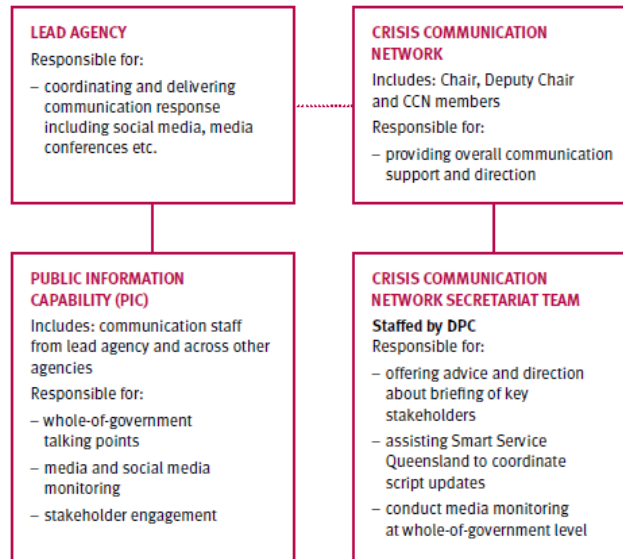 LEAD AGENCY
Responsible for:
– coordinating and delivering
communication response
including social media, media
conferences etc.
CRISIS COMMUNICATION
NETWORK
Includes: Chair, Deputy Chair
and CCN members
Responsible for:
– providing overall communication
support and direction
PUBLIC INFORMATION
CAPABILITY (PIC)
Includes: communication staff
from lead agency and across other
agencies
Responsible for:
– whole-of-government
talking points
– media and social media
monitoring
– stakeholder engagement
CRISIS COMMUNICATION
NETWORK SECRETARIAT TEAM
Staffed by DPC
Responsible for:
– offering advice and direction
about briefing of key
stakeholders
– assisting Smart Service
Queensland to coordinate
script updates
– conduct media monitoring
at whole-of-government level